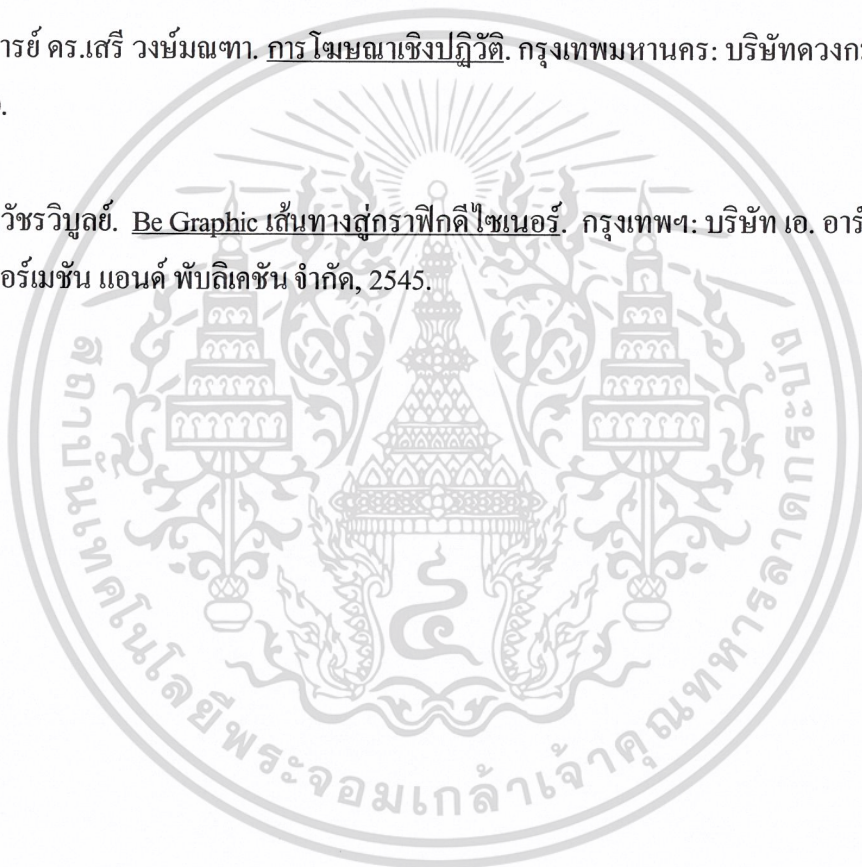 ารย์ ดร.เสรี วงษ์มณฑา. การโฆษณาเชิงปฏิวัติ. กรุงเทพมหานคร: บริษัทดวงก
วัชรวิบูลย์. Be Graphic เส้นทางสู่กราฟิกดีไซเนอร์. กรุงเทพฯ: บริษัท เอ. อาร์
อร์เมชัน แอนด์ พับลิเคชัน จำกัด, 2545.
สถาบันเทคโนโลยีพระจอมเกล้าเจ้าคุณทหารลาดกระบัง
๔